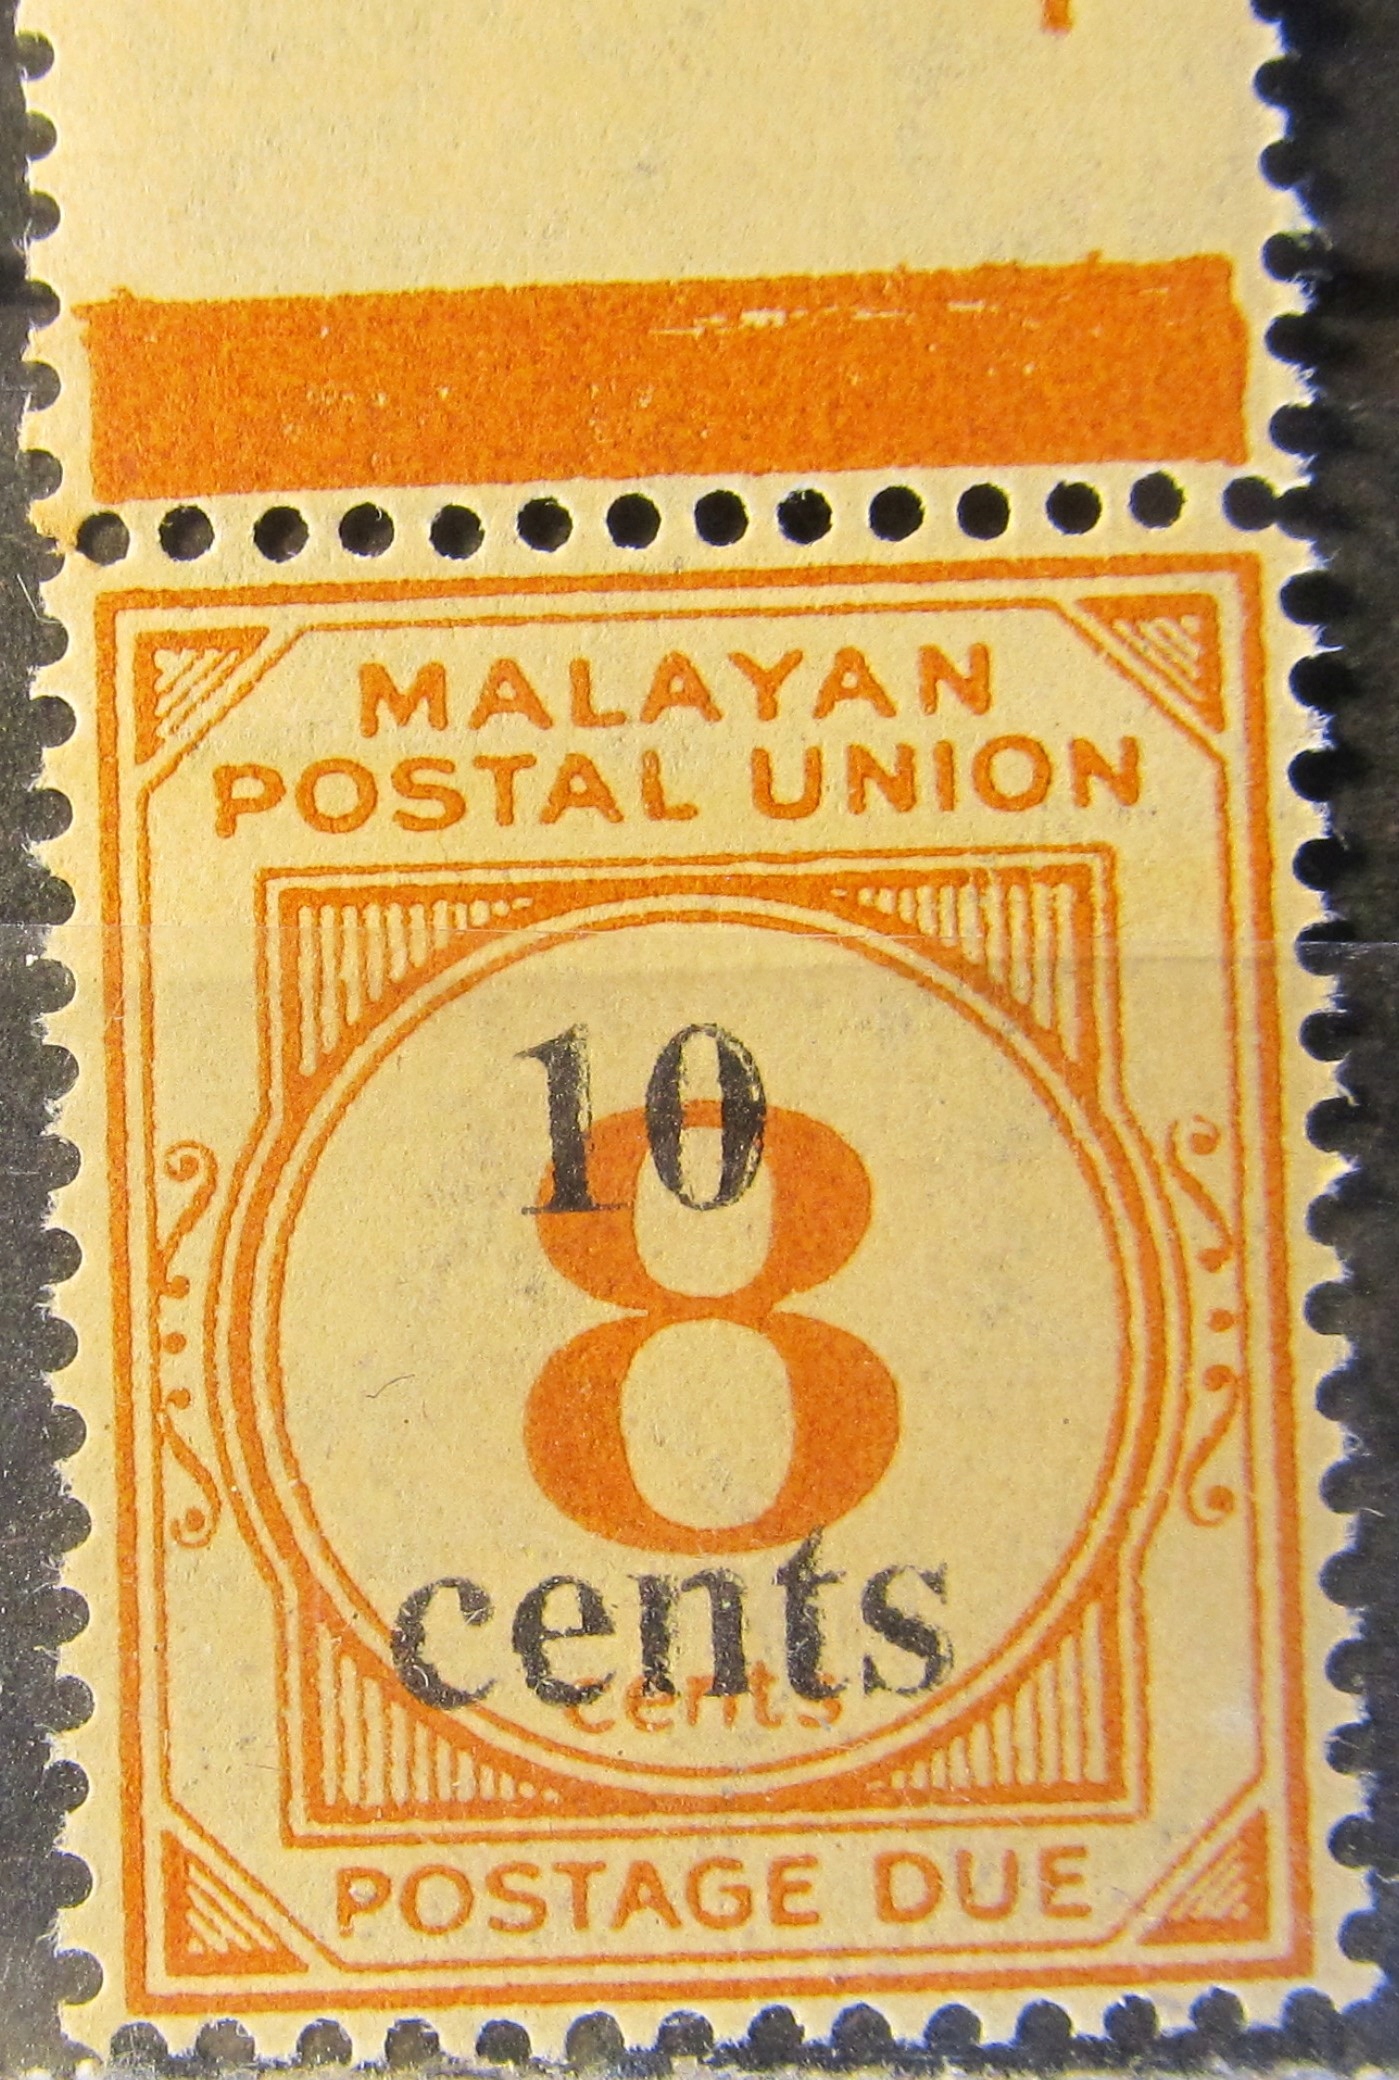 MALAYAN
POSTAL UNION
10
8
cents
cents
POSTAGE DUE